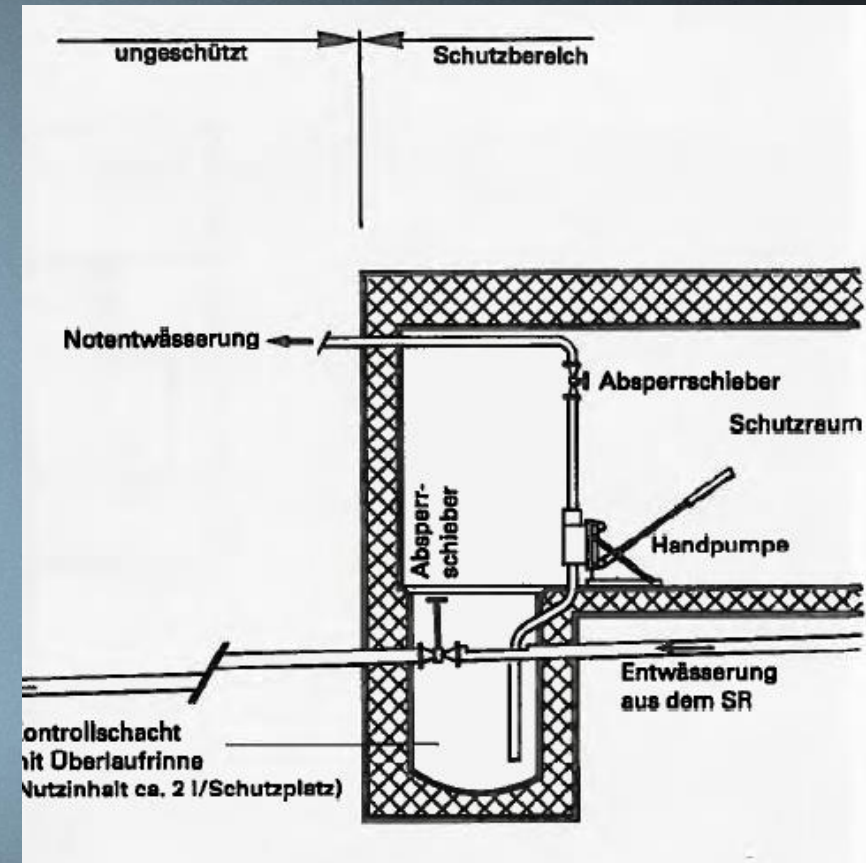 ungeschützt
Schutzbereich
Notentwässerung
Absperrschieber
Schutzraum
Absperr-
schieber
Handpumpe
Entwässerung
aus dem SR
ontrollschacht
it Überlaufrinne
Nutzinhalt ca. 2 l/Schutzplatz)